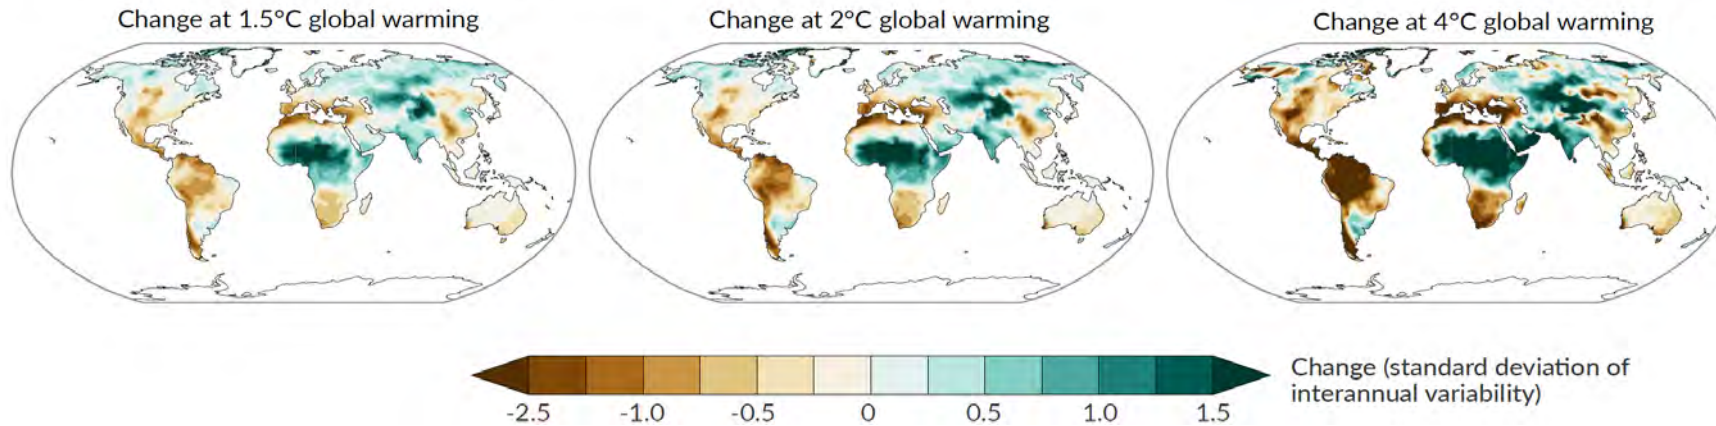 Change at 1.5°C global warming
Change at 2°C global warming
Change at 4°C global warming
-2.5 -1.0 -0.5 0 0.5 1.0 1.5
Change (standard deviation of
interannual variability)